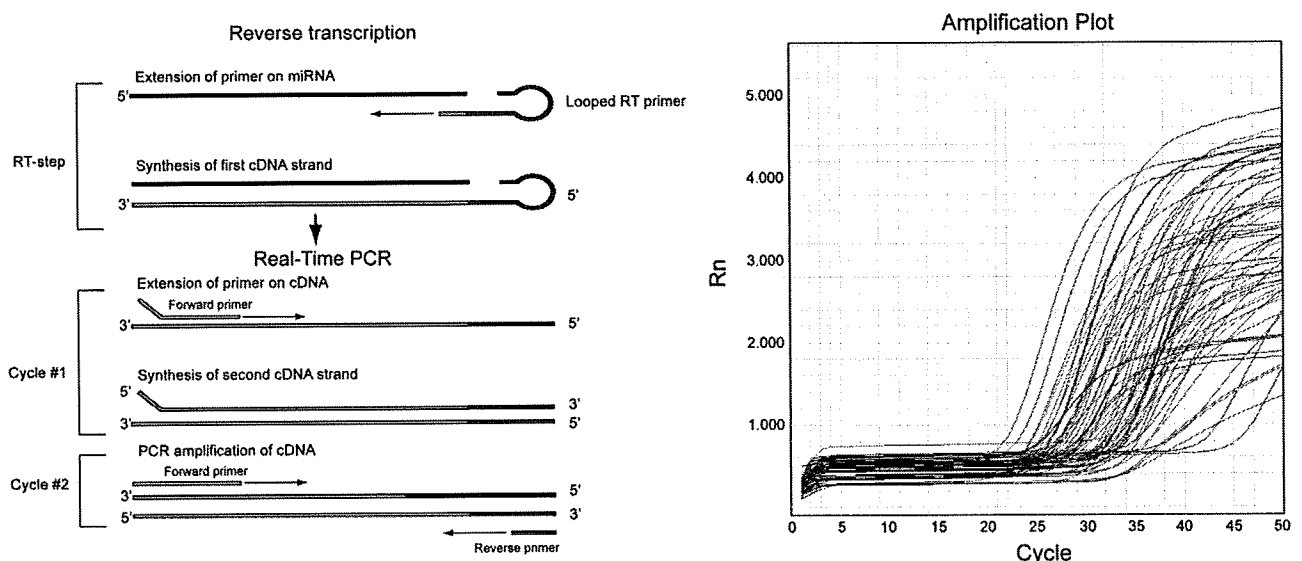 Reverse transcription
Extension of primer on miRNA
5'
Looped RT primer
RT-step
Synthesis of first cDNA strand
5'
3'
Real-Time PCR
Extension of primer on cDNA
Forward primer
3'
5'
Cycle #1
Synthesis of second cDNA strand
5'
3'
3'
5'
PCR amplification of cDNA
Forward primer
Cycle #2
3'
5'
5'
3'
Reverse primer
Amplification Plot
5.000
4.000
3.000
2.000
1.000
Rn
0 5 10 15 20 25 30 35 40 45 50
Cycle